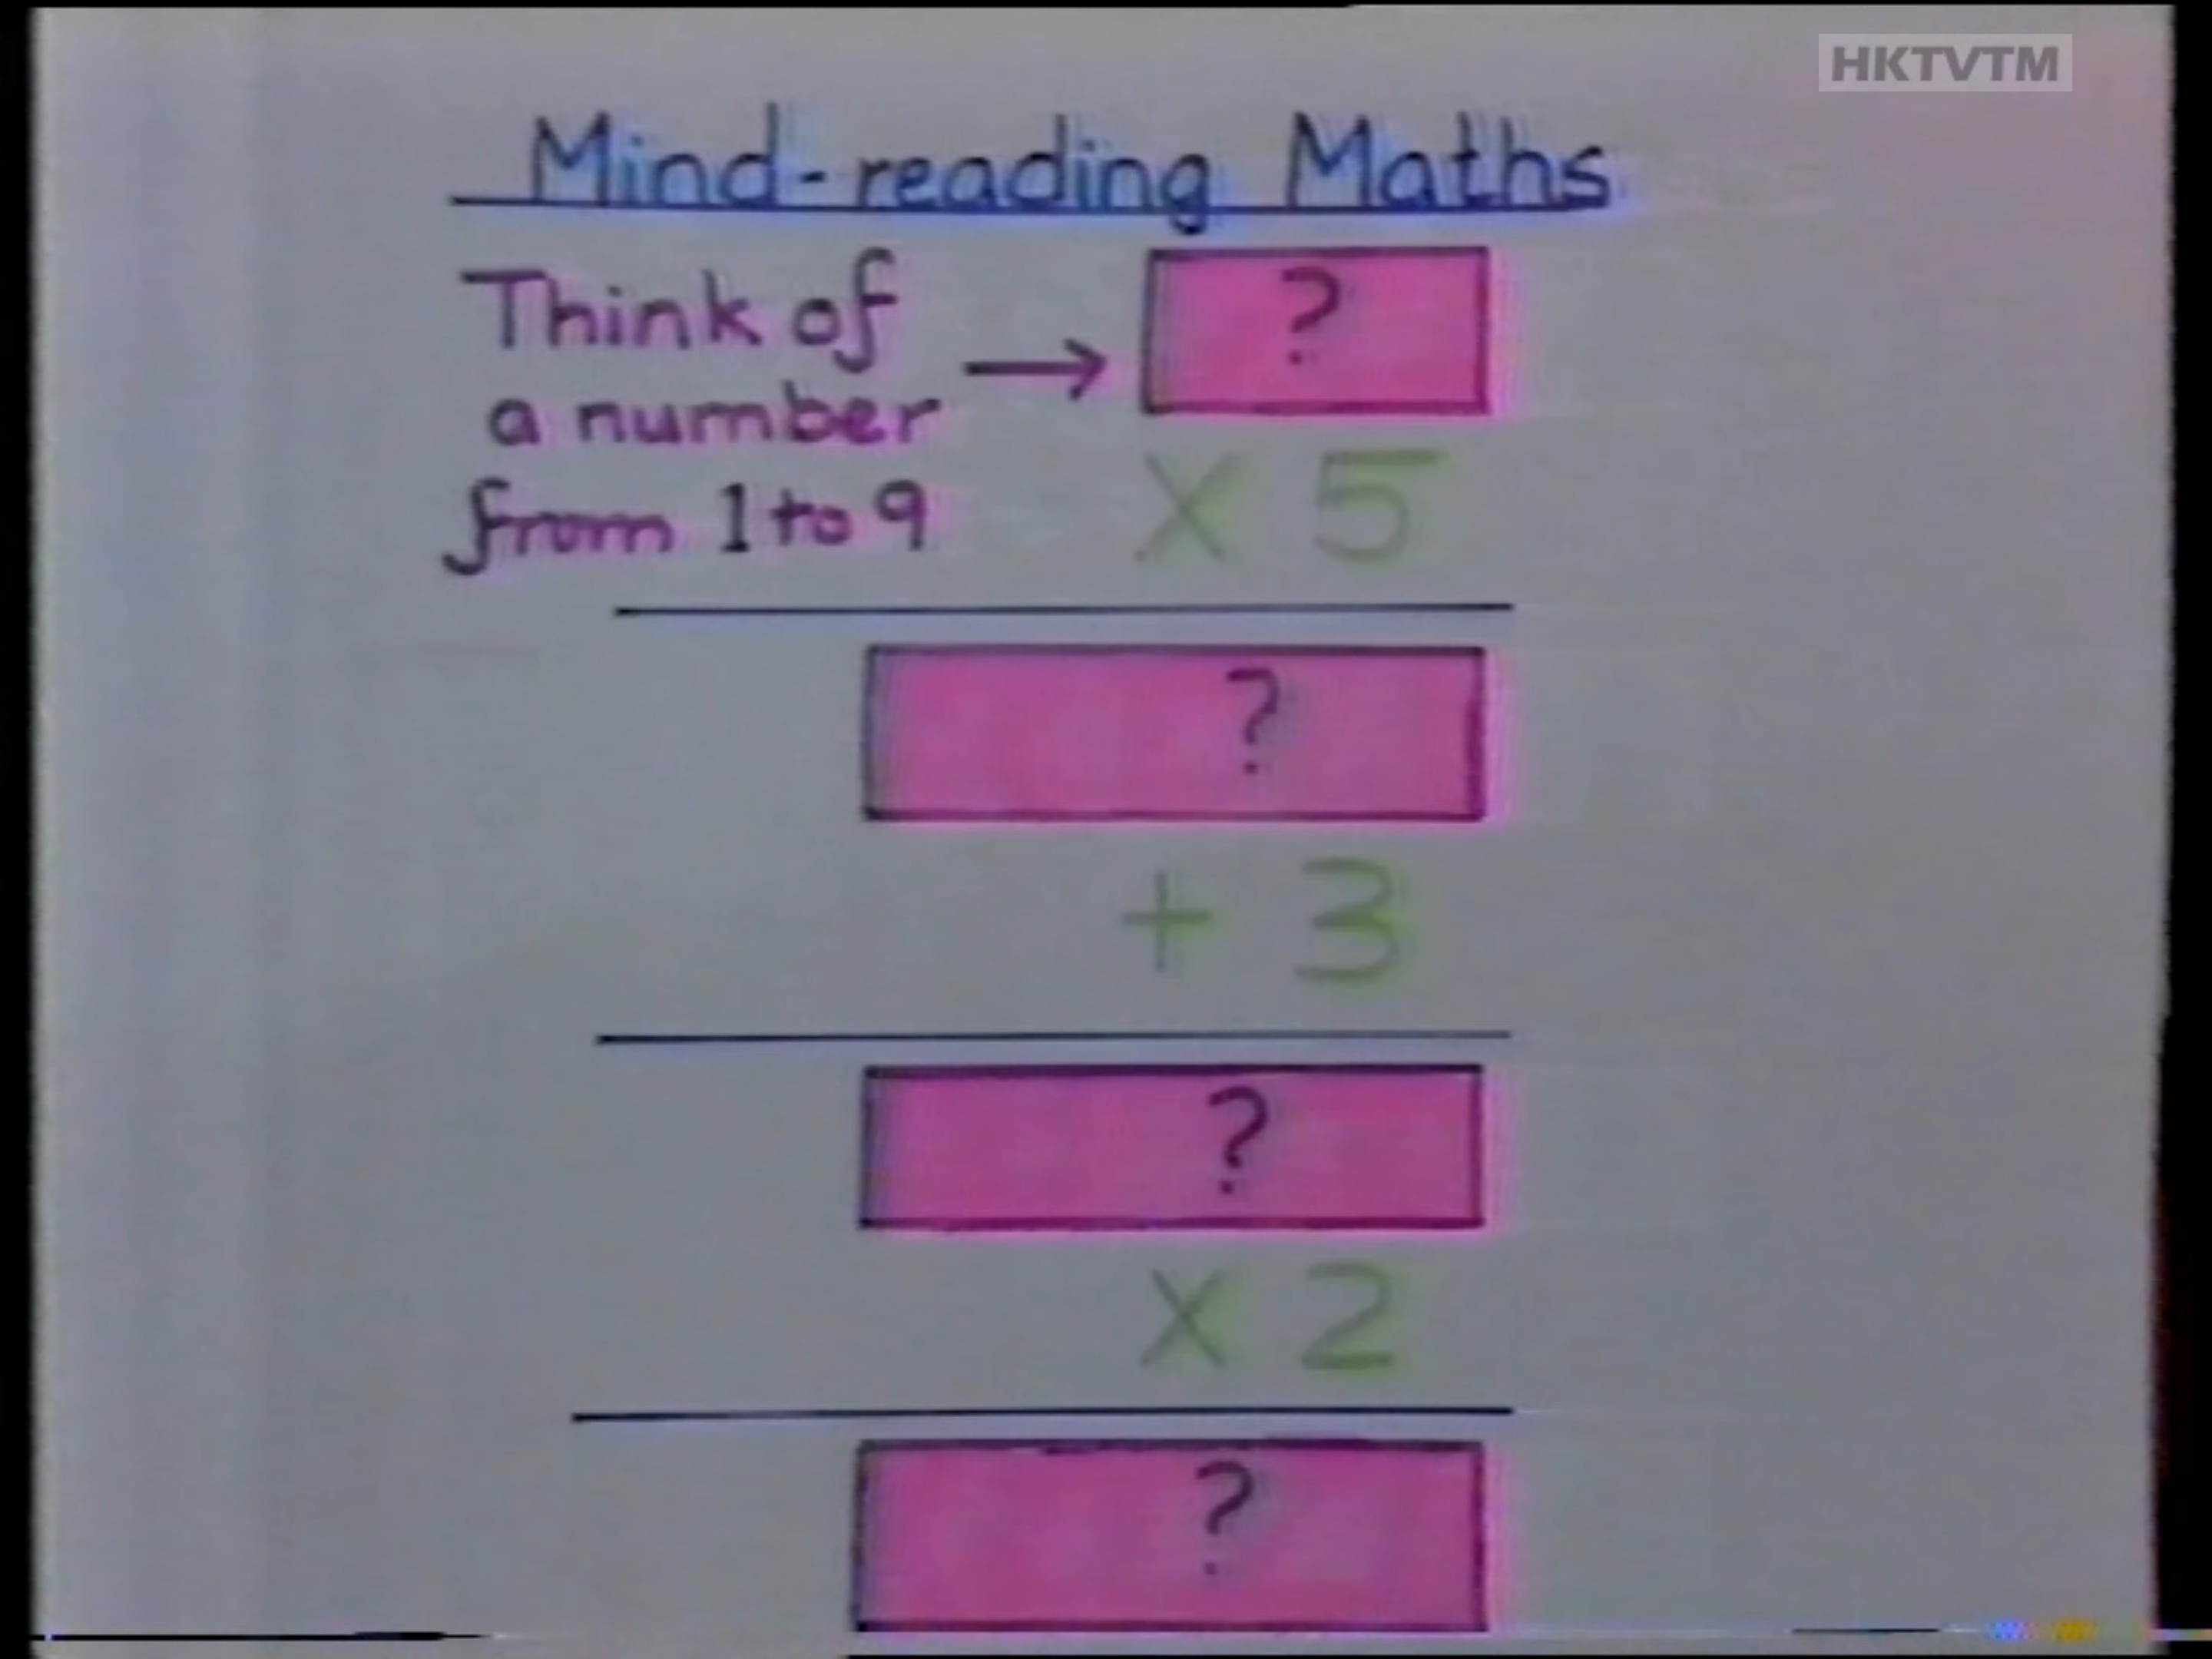 HKTVTM
Mind-reading Maths
Think of
a number
from 1 to 9
→ ?
X 5
?
+ 3
?
X 2
?